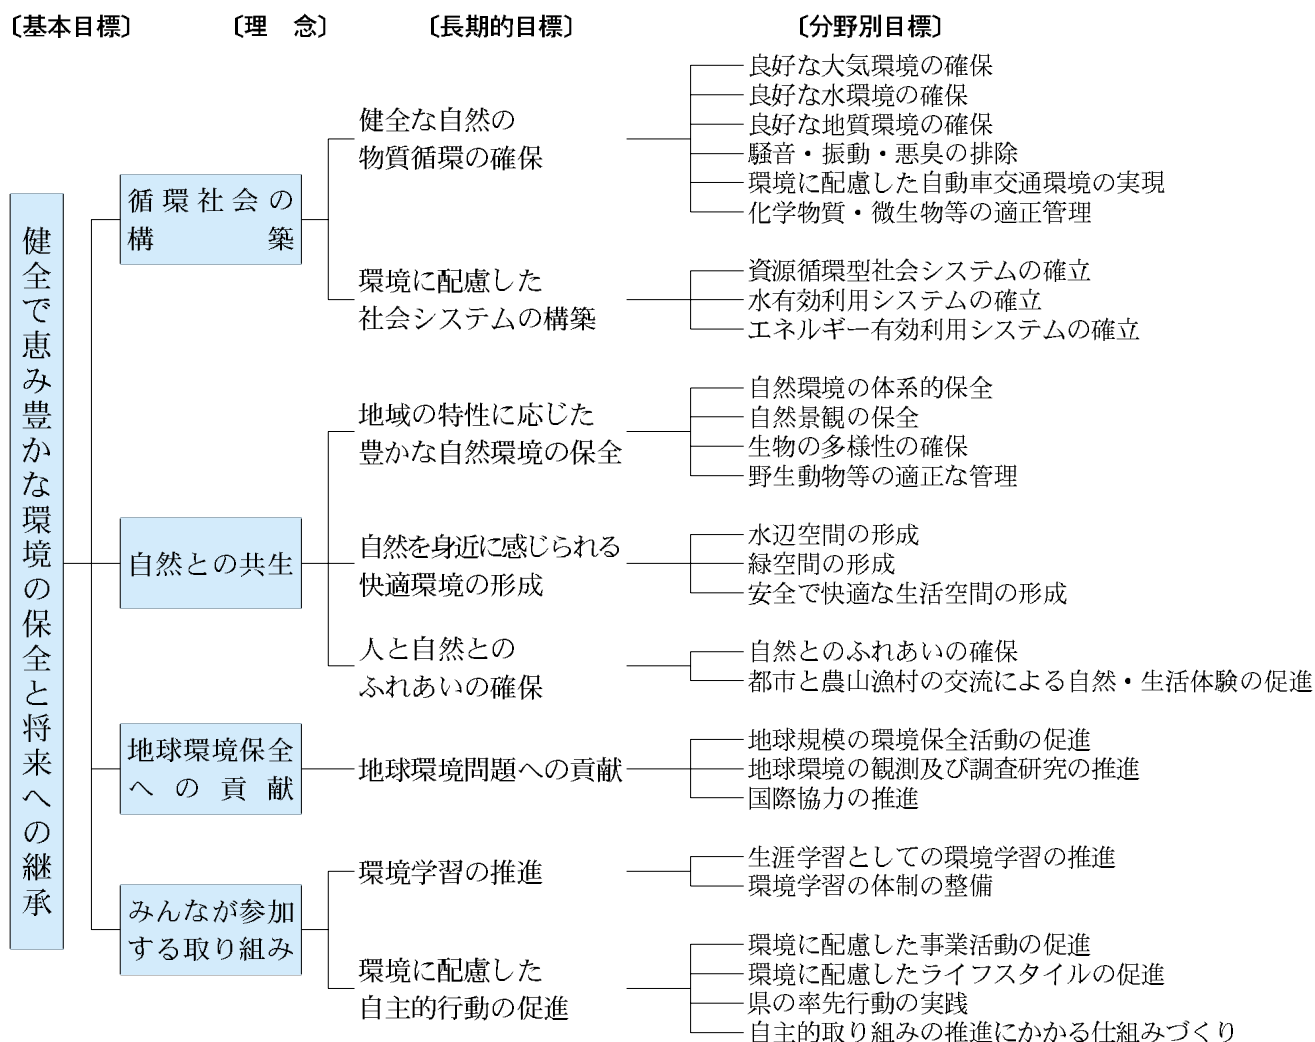 〔基本目標〕 〔理　念〕 〔長期的目標〕 〔分野別目標〕
健全で恵み豊かな環境の保全と将来への継承
循環社会の
構築
健全な自然の
物質循環の確保
良好な大気環境の確保
良好な水環境の確保
良好な地質環境の確保
騒音・振動・悪臭の排除
環境に配慮した自動車交通環境の実現
化学物質・微生物等の適正管理
環境に配慮した
社会システムの構築
資源循環型社会システムの確立
水有効利用システムの確立
エネルギー有効利用システムの確立
自然との共生
地域の特性に応じた
豊かな自然環境の保全
自然環境の体系的保全
自然景観の保全
生物の多様性の確保
野生動物等の適正な管理
自然を身近に感じられる
快適環境の形成
水辺空間の形成
緑空間の形成
安全で快適な生活空間の形成
人と自然との
ふれあいの確保
自然とのふれあいの確保
都市と農山漁村の交流による自然・生活体験の促進
地球環境保全
への貢献
地球環境問題への貢献
地球規模の環境保全活動の促進
地球環境の観測及び調査研究の推進
国際協力の推進
みんなが参加
する取り組み
環境学習の推進
生涯学習としての環境学習の推進
環境学習の体制の整備
環境に配慮した
自主的行動の促進
環境に配慮した事業活動の促進
環境に配慮したライフスタイルの促進
県の率先行動の実践
自主的取り組みの推進にかかる仕組みづくり